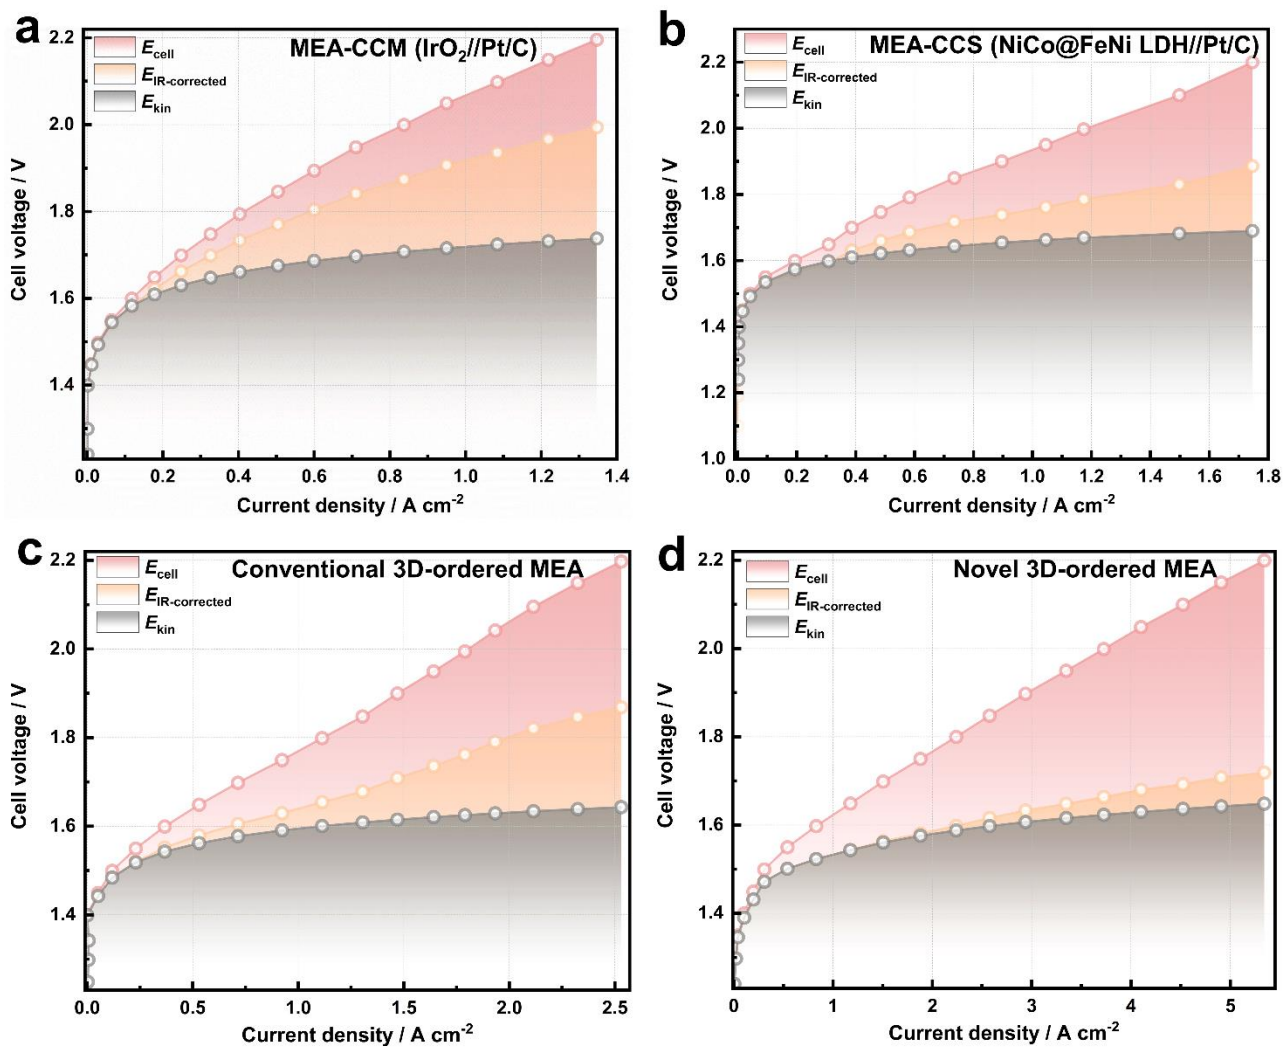 a
MEA-CCM (IrO₂//Pt/C)
E_cell
E_IR-corrected
E_kin
2.2
2.0
1.8
1.6
1.4
Cell voltage / V
0.0 0.2 0.4 0.6 0.8 1.0 1.2 1.4
Current density / A cm⁻²
b
MEA-CCS (NiCo@FeNi LDH//Pt/C)
E_cell
E_IR-corrected
E_kin
2.2
2.0
1.8
1.6
1.4
1.2
1.0
Cell voltage / V
0.0 0.2 0.4 0.6 0.8 1.0 1.2 1.4 1.6 1.8
Current density / A cm⁻²
c
Conventional 3D-ordered MEA
E_cell
E_IR-corrected
E_kin
2.2
2.0
1.8
1.6
1.4
Cell voltage / V
0.0 0.5 1.0 1.5 2.0 2.5
Current density / A cm⁻²
d
Novel 3D-ordered MEA
E_cell
E_IR-corrected
E_kin
2.2
2.0
1.8
1.6
1.4
Cell voltage / V
0 1 2 3 4 5
Current density / A cm⁻²